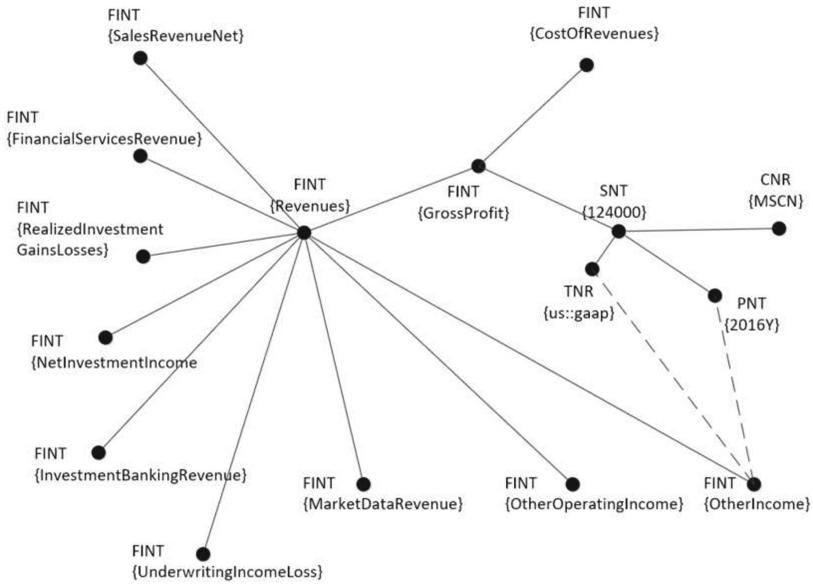 FINT
{SalesRevenueNet}
FINT
{CostOfRevenues}
FINT
{FinancialServicesRevenue}
FINT
{Revenues}
FINT
{GrossProfit}
SNT
{124000}
CNR
{MSCN}
FINT
{RealizedInvestment
GainsLosses}
TNR
{us::gaap}
PNT
{2016Y}
FINT
{NetInvestmentIncome
FINT
{InvestmentBankingRevenue}
FINT
{MarketDataRevenue}
FINT
{OtherOperatingIncome}
FINT
{OtherIncome}
FINT
{UnderwritingIncomeLoss}